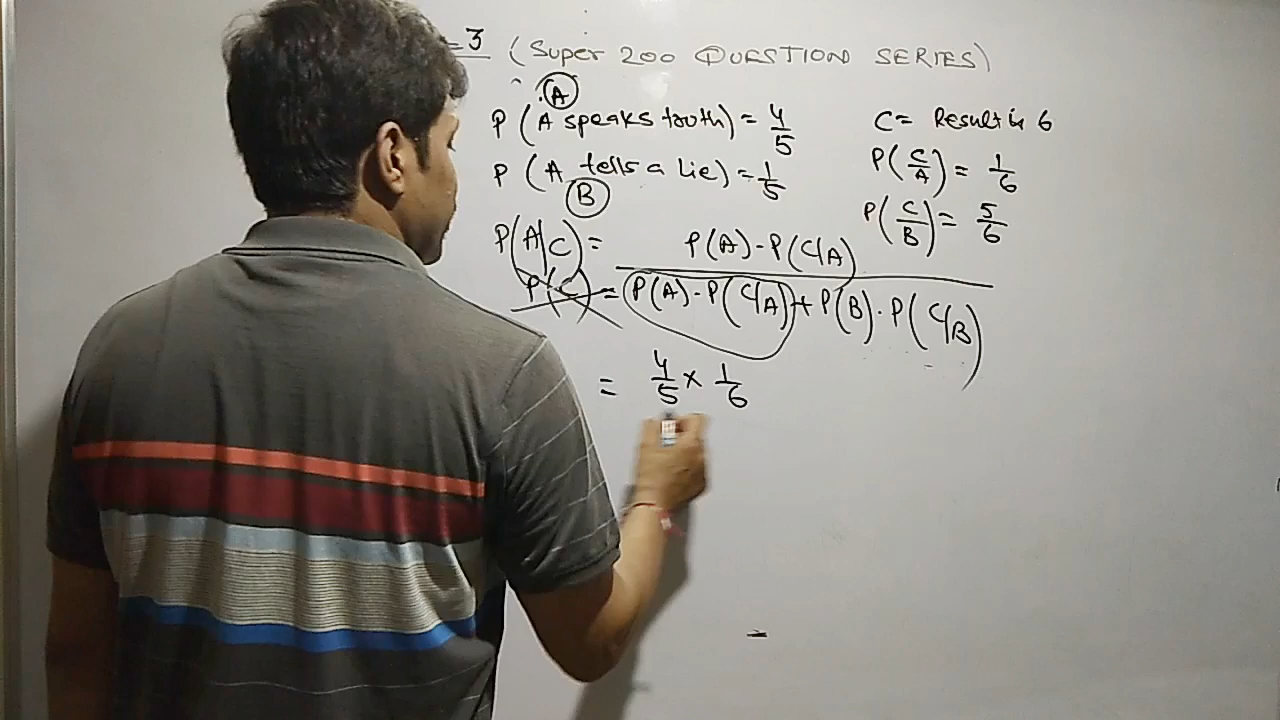 =3 (Super 200 QUESTION SERIES)
(A)
P (A speaks truth) = 4/5
P (A tells a lie) = 1/5
(B)
C = Result is 6
P(C/A) = 1/6
P(C/B) = 5/6
P(A|C) = P(A) - P(C/A)
P(C) = P(A) - P(C/A) + P(B) . P(C/B)
= 4/5 × 1/6